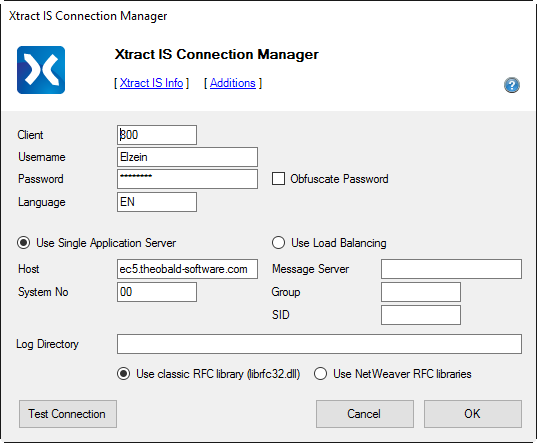 Xtract IS Connection Manager
Xtract IS Connection Manager
[ Xtract IS Info ] [ Additions ]
?
Client 800
Username Elzein
Password ******** Obfuscate Password
Language EN
Use Single Application Server Use Load Balancing
Host ec5.theobald-software.com Message Server
System No 00 Group
SID
Log Directory
Use classic RFC library (librfc32.dll) Use NetWeaver RFC libraries
Test Connection Cancel OK